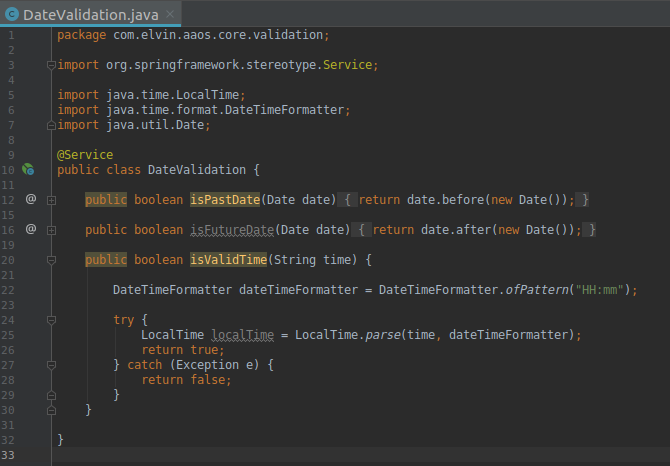 DateValidation.java
1 package com.elvin.aaos.core.validation;
2
3 import org.springframework.stereotype.Service;
4
5 import java.time.LocalTime;
6 import java.time.format.DateTimeFormatter;
7 import java.util.Date;
8
9 @Service
10 public class DateValidation {
11
12 @ public boolean isPastDate(Date date) { return date.before(new Date()); }
15
16 @ public boolean isFutureDate(Date date) { return date.after(new Date()); }
19
20 public boolean isValidTime(String time) {
21
22 DateTimeFormatter dateTimeFormatter = DateTimeFormatter.ofPattern("HH:mm");
23
24 try {
25 LocalTime localTime = LocalTime.parse(time, dateTimeFormatter);
26 return true;
27 } catch (Exception e) {
28 return false;
29 }
30 }
31
32 }
33